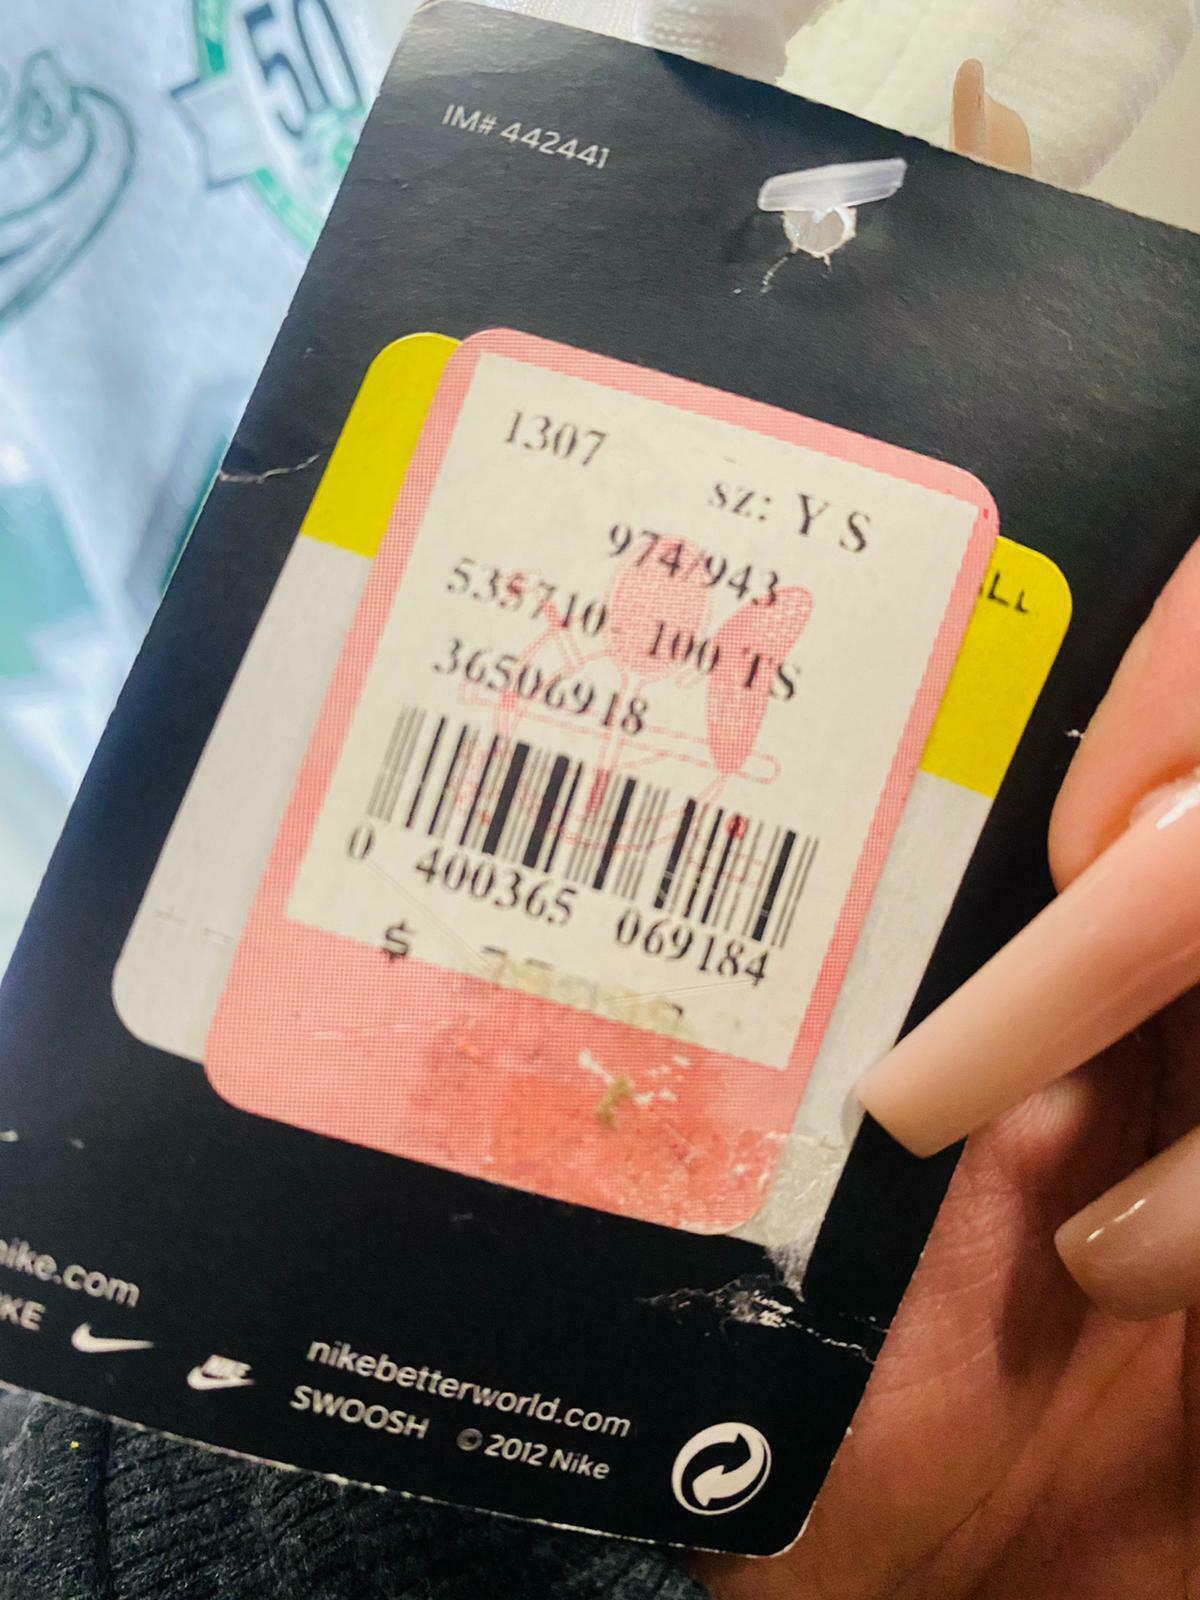 50
IM# 442441
1307
sz: Y S
974/943
535710- 100 TS
36506918
0 400365 069184
$
nike.com
nikebetterworld.com
SWOOSH © 2012 Nike